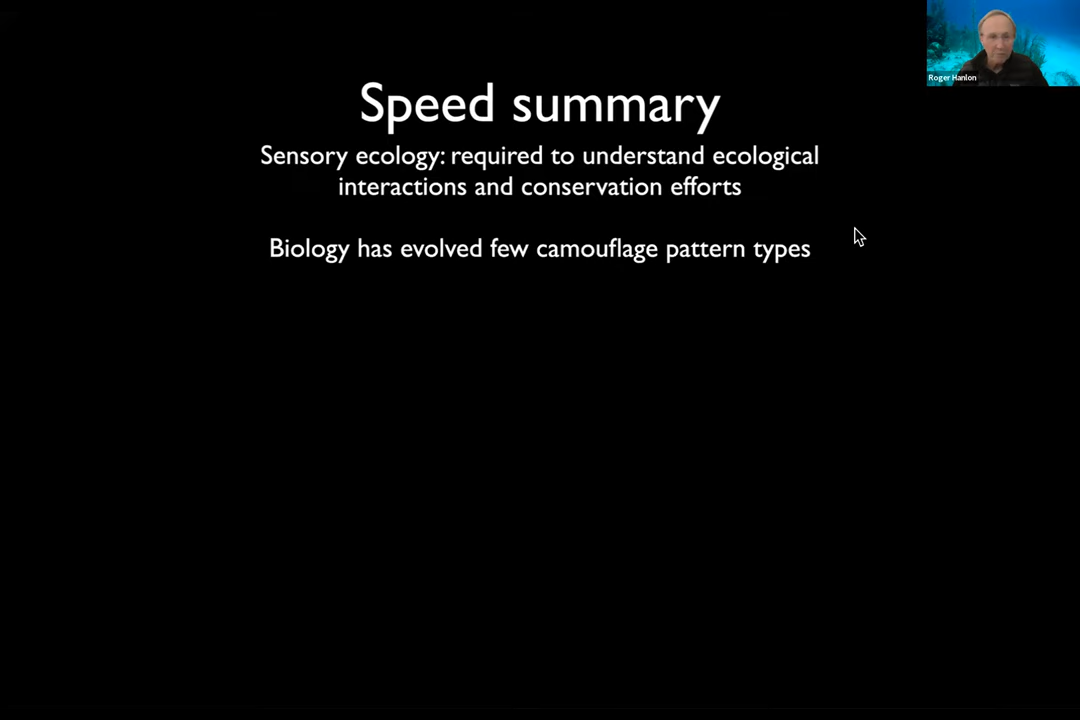 Roger Hanlon
Speed summary
Sensory ecology: required to understand ecological
interactions and conservation efforts
Biology has evolved few camouflage pattern types